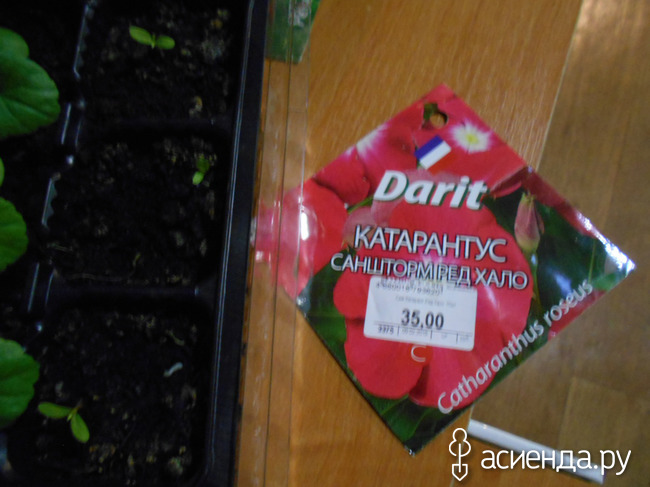 Darit
КАТАРАНТУС
САНШТОРМ РЕД ХАЛО
35,00
Catharanthus roseus
асиенда.ру